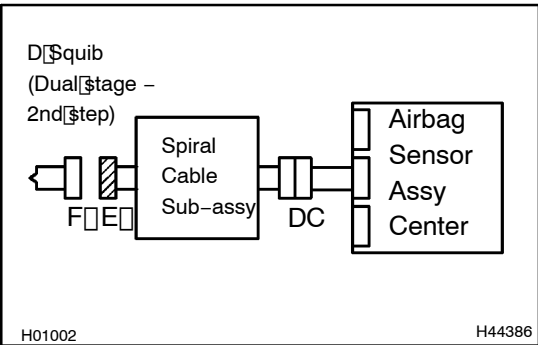 D Squib
(Dual stage –
2nd step)
Spiral
Cable
Sub–assy
Airbag
Sensor
Assy
Center
F E
DC
H01002
H44386